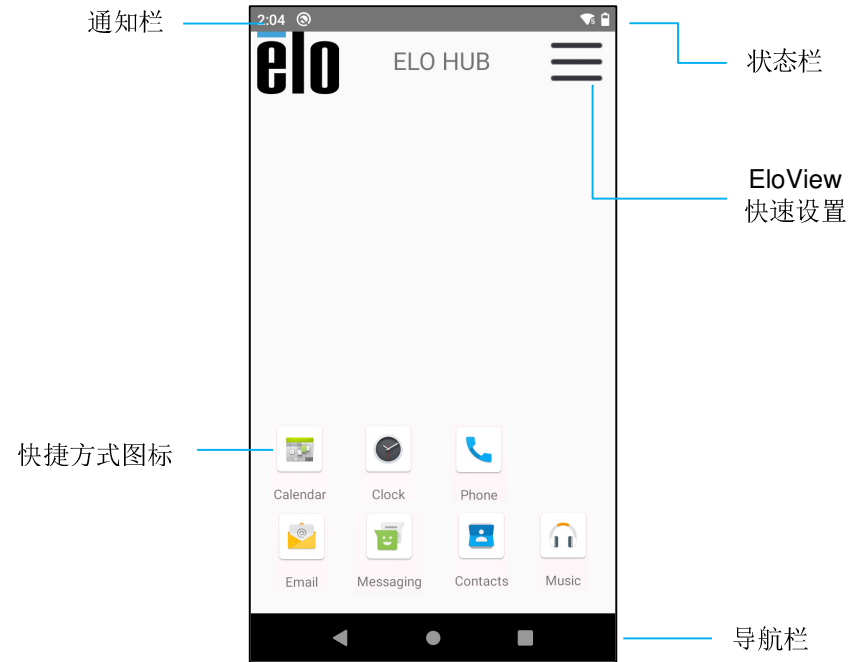 通知栏
2:04
elo
ELO HUB
状态栏
EloView
快速设置
快捷方式图标
Calendar
Clock
Phone
Email
Messaging
Contacts
Music
导航栏